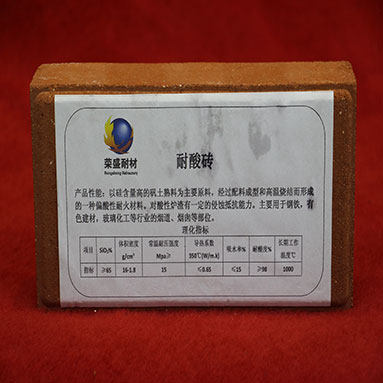 荣盛耐材
Rongsheng Refractory
耐酸砖
产品性能：以硅含量高的矾土熟料为主要原料，经过配料成型和高温烧结而形成
的一种偏酸性耐火材料。对酸性炉渣有一定的侵蚀抵抗能力。主要用于钢铁，有
色建材，玻璃化工等行业的烟道、烟囱等部位。
理化指标
项目 SiO₂% 体积密度 g/cm³ 常温耐压强度 Mpa≥ 导热系数 350℃(W/m.k) 吸水率% 耐酸度% 长期工作温度℃
指标 ≥65 16-1.8 15 ≤0.65 ≤15 ≥98 1000